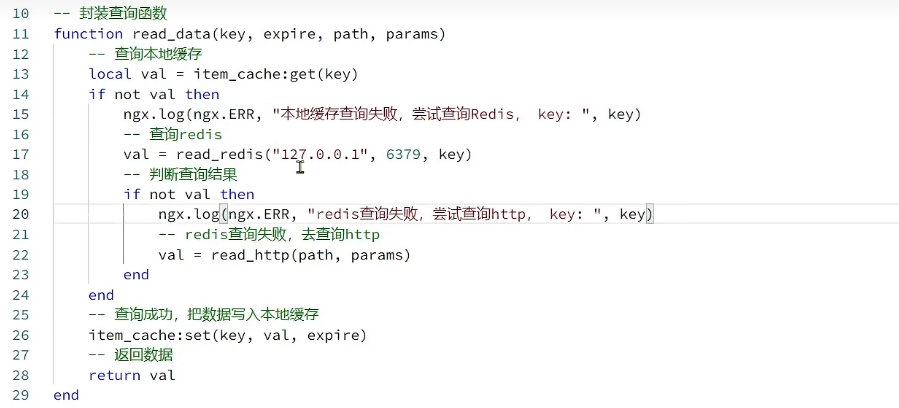 10 -- 封装查询函数
11 function read_data(key, expire, path, params)
12     -- 查询本地缓存
13     local val = item_cache:get(key)
14     if not val then
15         ngx.log(ngx.ERR, "本地缓存查询失败，尝试查询Redis， key: ", key)
16         -- 查询redis
17         val = read_redis("127.0.0.1", 6379, key)
18         -- 判断查询结果
19         if not val then
20             ngx.log(ngx.ERR, "redis查询失败，尝试查询http， key: ", key)
21             -- redis查询失败，去查询http
22             val = read_http(path, params)
23         end
24     end
25     -- 查询成功，把数据写入本地缓存
26     item_cache:set(key, val, expire)
27     -- 返回数据
28     return val
29 end